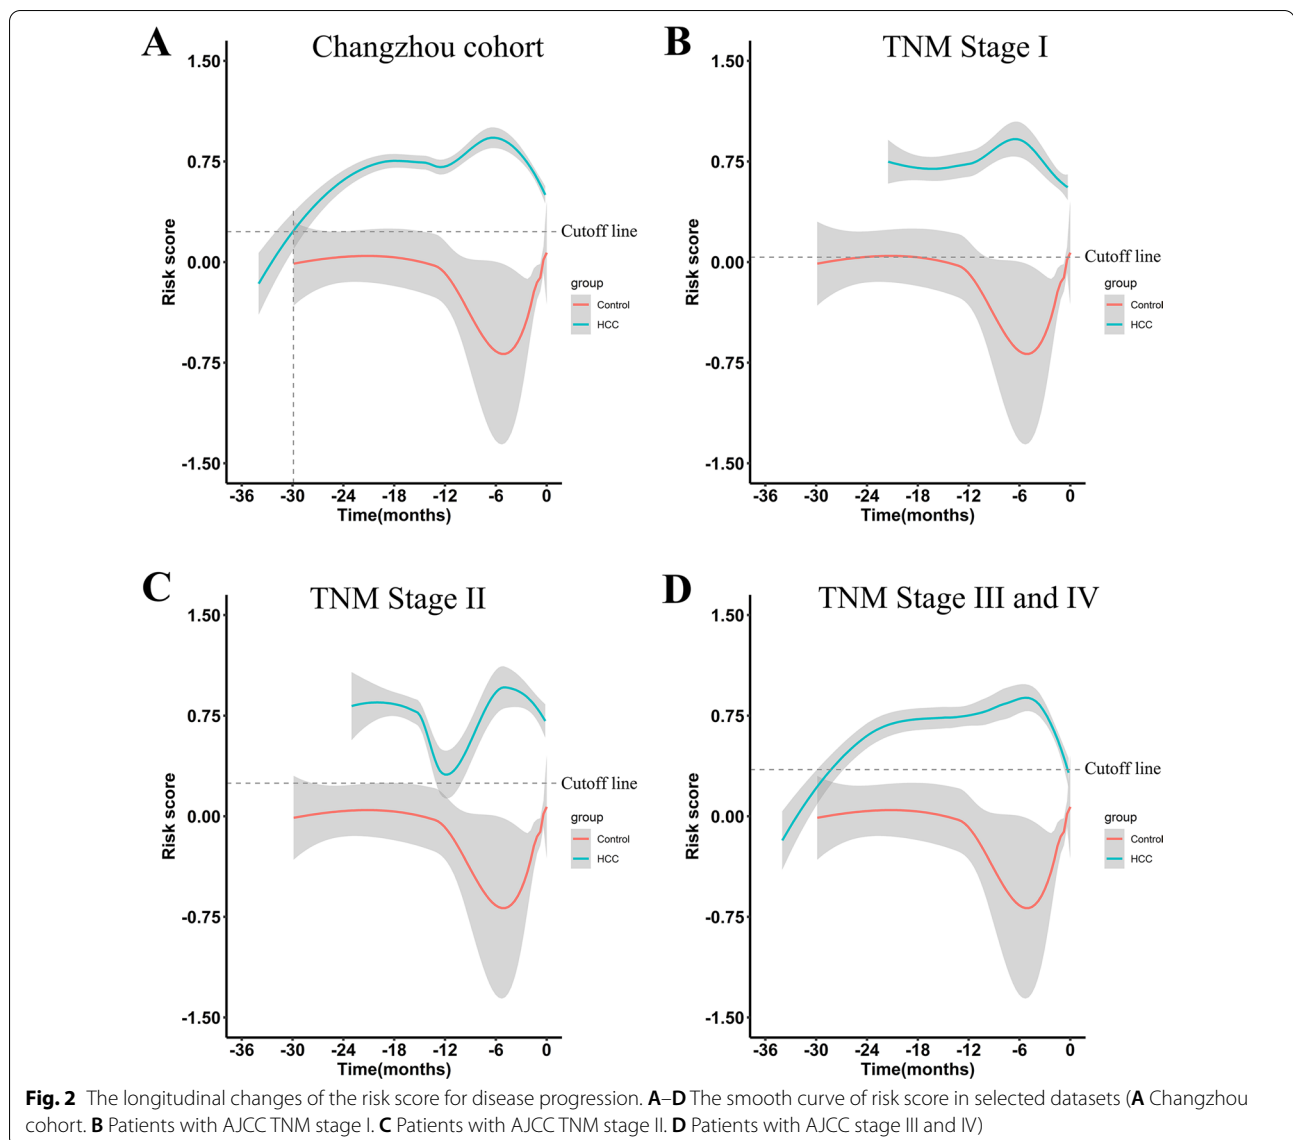 A
Changzhou cohort
1.50
0.75
0.00
-0.75
-1.50
Risk score
Cutoff line
group
Control
HCC
-36 -30 -24 -18 -12 -6 0
Time(months)
B
TNM Stage I
1.50
0.75
0.00
-0.75
-1.50
Risk score
Cutoff line
group
Control
HCC
-36 -30 -24 -18 -12 -6 0
Time(months)
C
TNM Stage II
1.50
0.75
0.00
-0.75
-1.50
Risk score
Cutoff line
group
Control
HCC
-36 -30 -24 -18 -12 -6 0
Time(months)
D
TNM Stage III and IV
1.50
0.75
0.00
-0.75
-1.50
Risk score
Cutoff line
group
Control
HCC
-36 -30 -24 -18 -12 -6 0
Time(months)
Fig. 2 The longitudinal changes of the risk score for disease progression. A–D The smooth curve of risk score in selected datasets (A Changzhou
cohort. B Patients with AJCC TNM stage I. C Patients with AJCC TNM stage II. D Patients with AJCC stage III and IV)